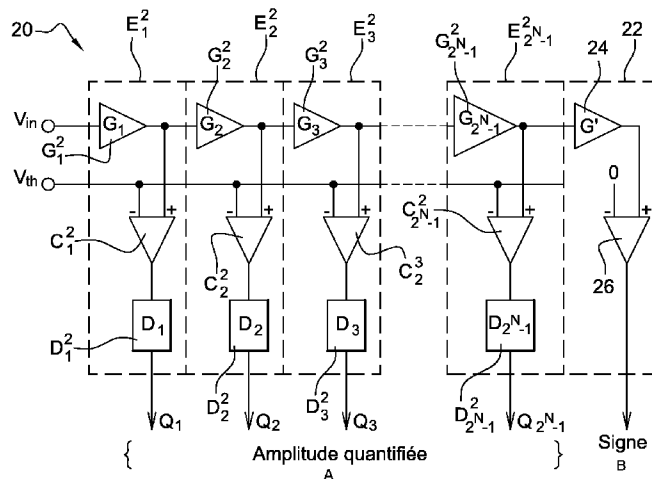 20
E₁²
E₂²
E₃²
E²₂ᴺ₋₁
22
G₂²
G₃²
G²₂ᴺ₋₁
24
Vin
G₁
G₂
G₃
G₂ᴺ₋₁
G'
G₁²
Vth
0
- +
- +
- +
- +
- +
C₁²
C₂²
C₂³
C²₂ᴺ₋₁
26
D₁
D₂
D₃
D₂ᴺ₋₁
D₁²
D₂²
D₃²
D²₂ᴺ₋₁
Q₁
Q₂
Q₃
Q₂ᴺ₋₁
{ Amplitude quantifiée }
A
Signe
B